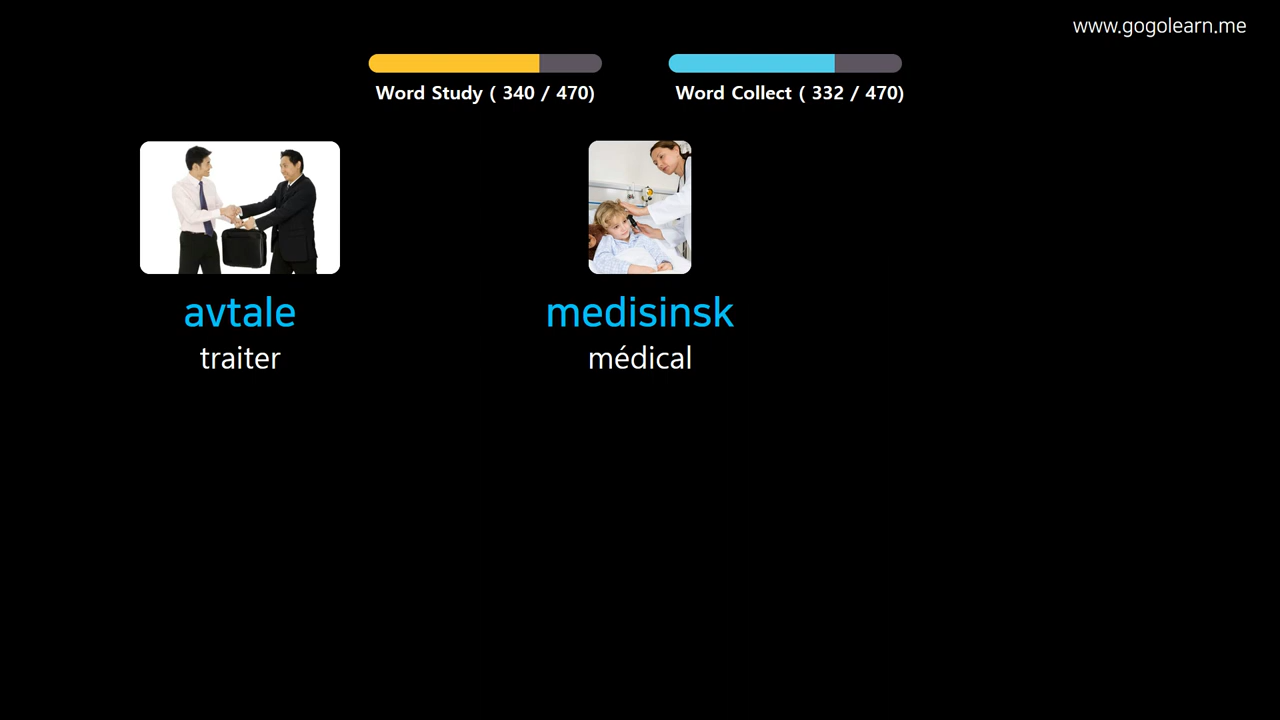 www.gogolearn.me
Word Study ( 340 / 470)
Word Collect ( 332 / 470)
avtale
medisinsk
traiter
médical